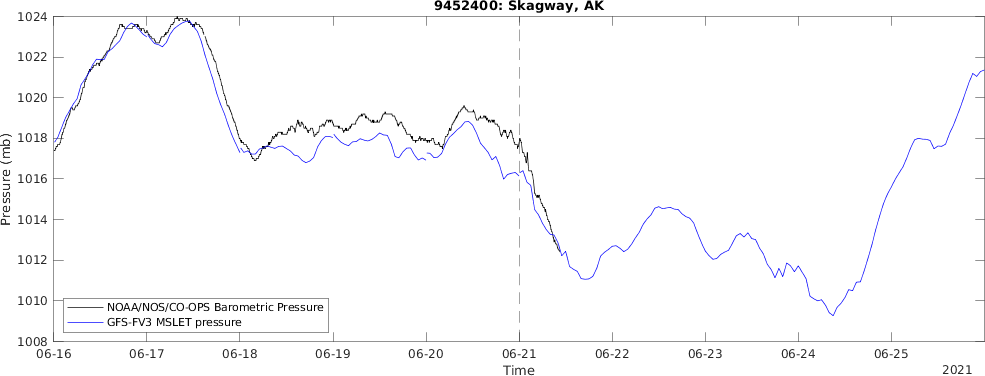 9452400: Skagway, AK
Pressure (mb)
1024
1022
1020
1018
1016
1014
1012
1010
1008
NOAA/NOS/CO-OPS Barometric Pressure
GFS-FV3 MSLET pressure
06-16 06-17 06-18 06-19 06-20 06-21 06-22 06-23 06-24 06-25
Time
2021